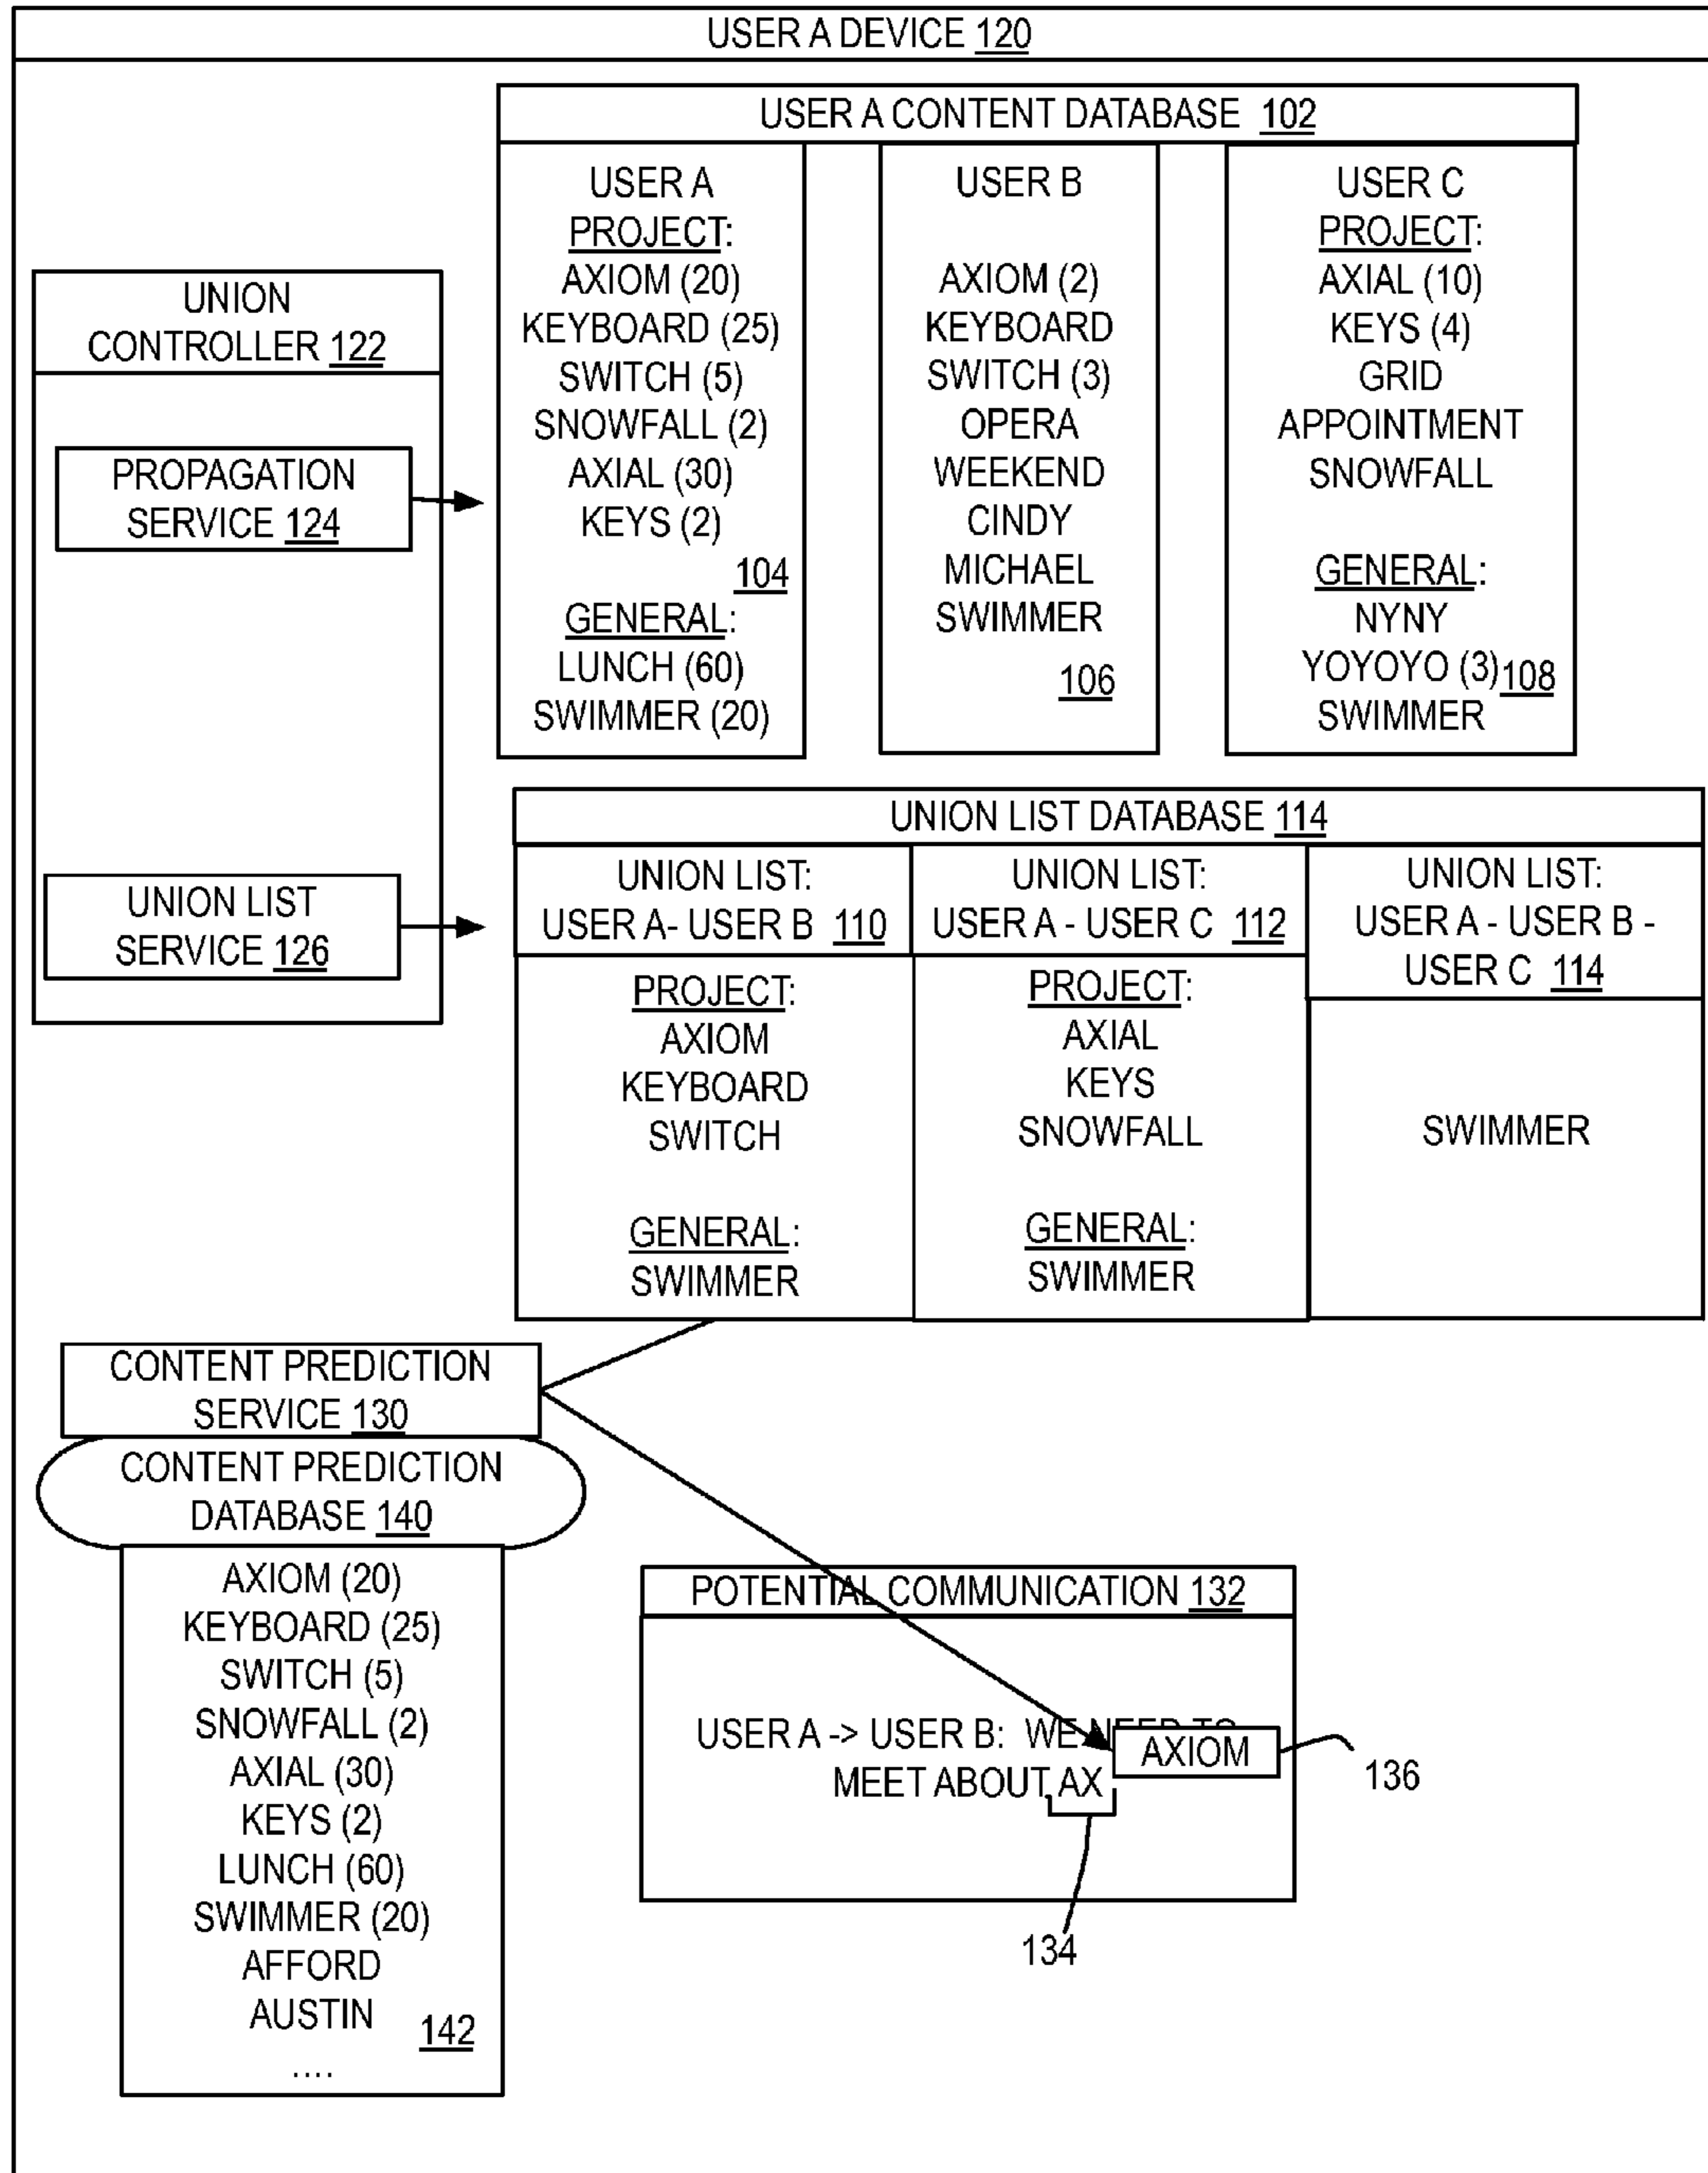 USER A DEVICE 120
USER A CONTENT DATABASE 102
USER A
PROJECT:
AXIOM (20)
KEYBOARD (25)
SWITCH (5)
SNOWFALL (2)
AXIAL (30)
KEYS (2)
104
GENERAL:
LUNCH (60)
SWIMMER (20)
USER B
AXIOM (2)
KEYBOARD
SWITCH (3)
OPERA
WEEKEND
CINDY
MICHAEL
SWIMMER
106
USER C
PROJECT:
AXIAL (10)
KEYS (4)
GRID
APPOINTMENT
SNOWFALL
GENERAL:
NYNY
YOYOYO (3) 108
SWIMMER
UNION
CONTROLLER 122
PROPAGATION
SERVICE 124
UNION LIST
SERVICE 126
UNION LIST DATABASE 114
UNION LIST:
USER A- USER B 110
PROJECT:
AXIOM
KEYBOARD
SWITCH
GENERAL:
SWIMMER
UNION LIST:
USER A - USER C 112
PROJECT:
AXIAL
KEYS
SNOWFALL
GENERAL:
SWIMMER
UNION LIST:
USER A - USER B -
USER C 114
SWIMMER
CONTENT PREDICTION
SERVICE 130
CONTENT PREDICTION
DATABASE 140
AXIOM (20)
KEYBOARD (25)
SWITCH (5)
SNOWFALL (2)
AXIAL (30)
KEYS (2)
LUNCH (60)
SWIMMER (20)
AFFORD
AUSTIN
142
....
POTENTIAL COMMUNICATION 132
USER A -> USER B: WE NEED TO
MEET ABOUT AX
AXIOM
136
134